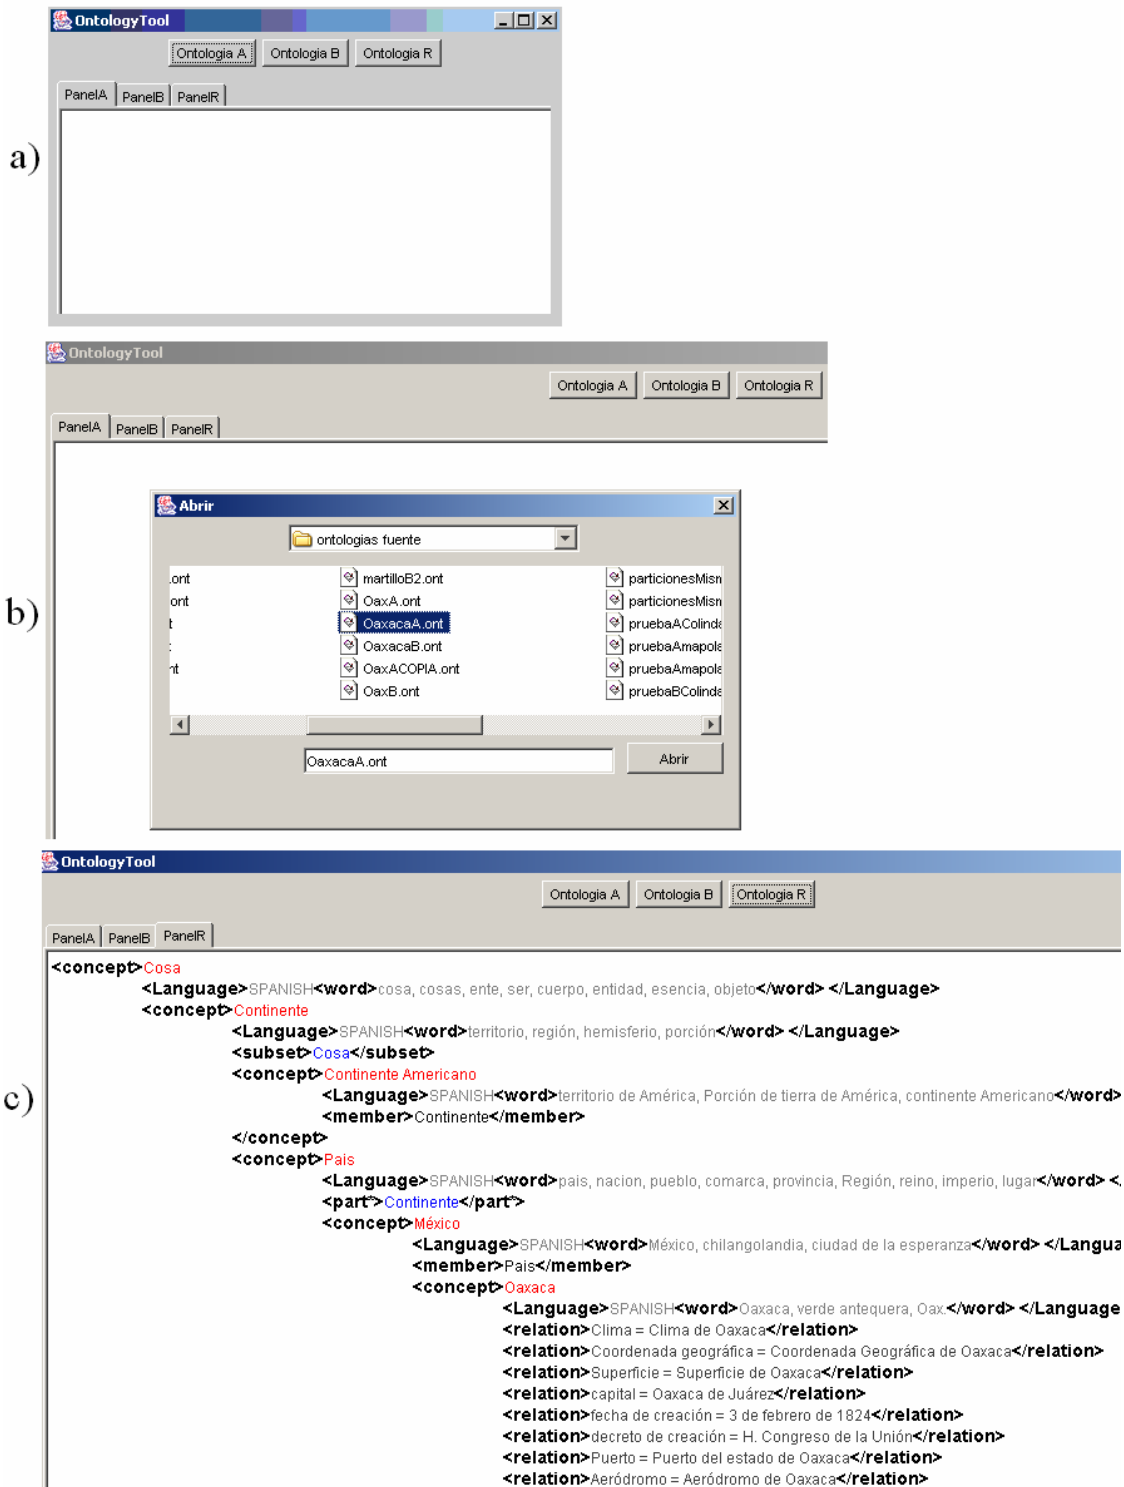 OntologyTool
Ontologia A Ontologia B Ontologia R
PanelA PanelB PanelR
a)
OntologyTool
Ontologia A Ontologia B Ontologia R
PanelA PanelB PanelR
b)
Abrir
ontologias fuente
.ont martilloB2.ont particionesMism
ont OaxA.ont particionesMism
t OaxacaA.ont pruebaAColinda
OaxacaB.ont pruebaAmapola
nt OaxACOPIA.ont pruebaAmapola
OaxB.ont pruebaBColinda
OaxacaA.ont Abrir
OntologyTool
Ontologia A Ontologia B Ontologia R
PanelA PanelB PanelR
c)
<concept>Cosa
<Language>SPANISH<word>cosa, cosas, ente, ser, cuerpo, entidad, esencia, objeto</word> </Language>
<concept>Continente
<Language>SPANISH<word>territorio, región, hemisferio, porción</word> </Language>
<subset>Cosa</subset>
<concept>Continente Americano
<Language>SPANISH<word>territorio de América, Porción de tierra de América, continente Americano</word>
<member>Continente</member>
</concept>
<concept>Pais
<Language>SPANISH<word>pais, nacion, pueblo, comarca, provincia, Región, reino, imperio, lugar</word> </
<part*>Continente</part*>
<concept>México
<Language>SPANISH<word>México, chilangolandia, ciudad de la esperanza</word> </Langua
<member>Pais</member>
<concept>Oaxaca
<Language>SPANISH<word>Oaxaca, verde antequera, Oax.</word> </Language
<relation>Clima = Clima de Oaxaca</relation>
<relation>Coordenada geográfica = Coordenada Geográfica de Oaxaca</relation>
<relation>Superficie = Superficie de Oaxaca</relation>
<relation>capital = Oaxaca de Juárez</relation>
<relation>fecha de creación = 3 de febrero de 1824</relation>
<relation>decreto de creación = H. Congreso de la Unión</relation>
<relation>Puerto = Puerto del estado de Oaxaca</relation>
<relation>Aeródromo = Aeródromo de Oaxaca</relation>